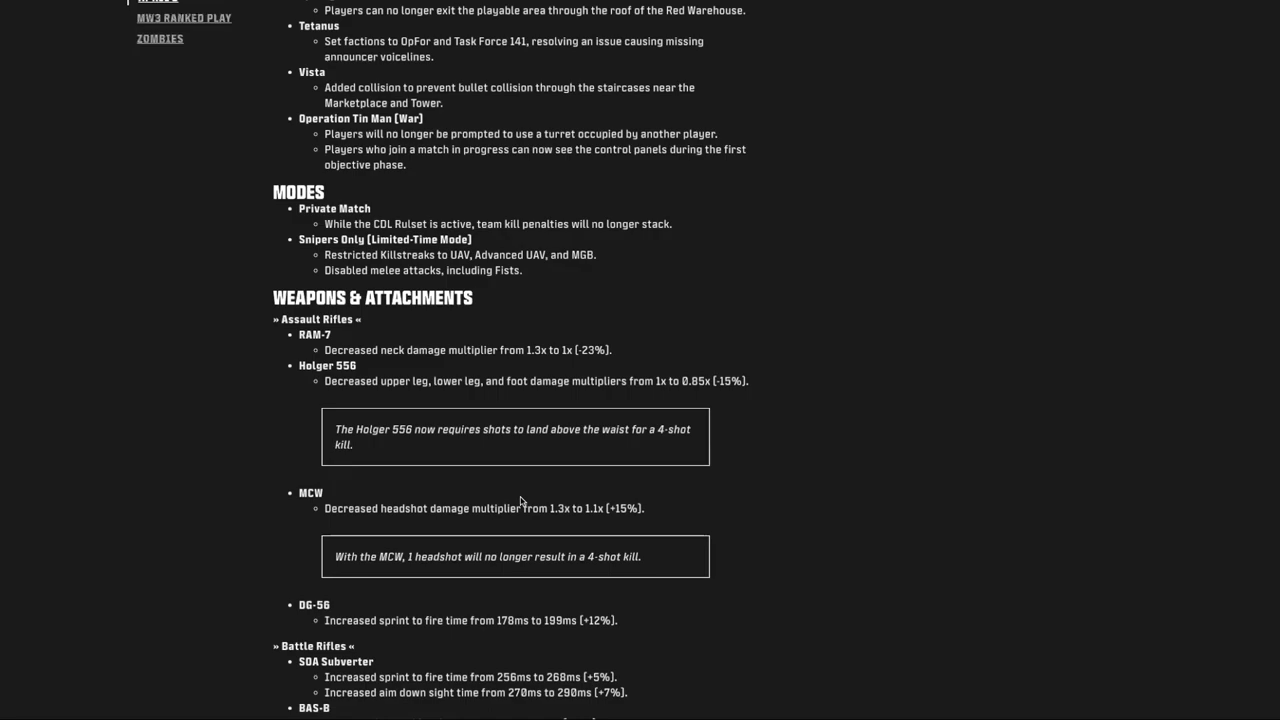 MW3 RANKED PLAY
ZOMBIES
Players can no longer exit the playable area through the roof of the Red Warehouse.
Tetanus
Set factions to OpFor and Task Force 141, resolving an issue causing missing
announcer voicelines.
Vista
Added collision to prevent bullet collision through the staircases near the
Marketplace and Tower.
Operation Tin Man (War)
Players will no longer be prompted to use a turret occupied by another player.
Players who join a match in progress can now see the control panels during the first
objective phase.
MODES
Private Match
While the CDL Rulset is active, team kill penalties will no longer stack.
Snipers Only (Limited-Time Mode)
Restricted Killstreaks to UAV, Advanced UAV, and MGB.
Disabled melee attacks, including Fists.
WEAPONS & ATTACHMENTS
» Assault Rifles «
RAM-7
Decreased neck damage multiplier from 1.3x to 1x (-23%).
Holger 556
Decreased upper leg, lower leg, and foot damage multipliers from 1x to 0.85x (-15%).
The Holger 556 now requires shots to land above the waist for a 4-shot
kill.
MCW
Decreased headshot damage multiplier from 1.3x to 1.1x (+15%).
With the MCW, 1 headshot will no longer result in a 4-shot kill.
DG-56
Increased sprint to fire time from 178ms to 199ms (+12%).
» Battle Rifles «
SOA Subverter
Increased sprint to fire time from 256ms to 268ms (+5%).
Increased aim down sight time from 270ms to 290ms (+7%).
BAS-B